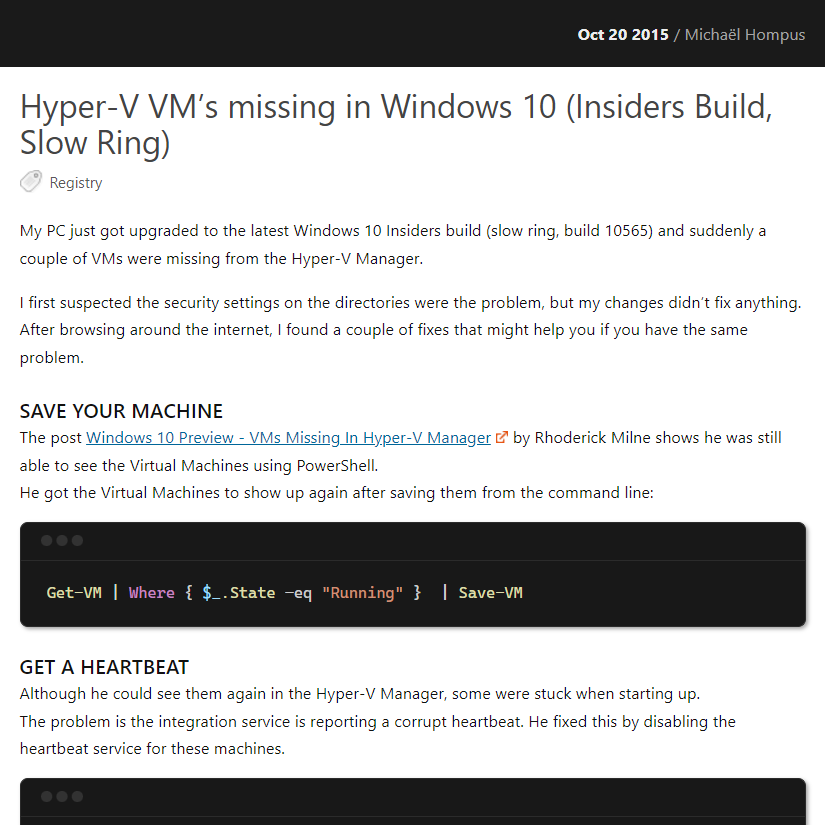 Oct 20 2015 / Michaël Hompus
Hyper-V VM’s missing in Windows 10 (Insiders Build,
Slow Ring)
Registry
My PC just got upgraded to the latest Windows 10 Insiders build (slow ring, build 10565) and suddenly a
couple of VMs were missing from the Hyper-V Manager.
I first suspected the security settings on the directories were the problem, but my changes didn’t fix anything.
After browsing around the internet, I found a couple of fixes that might help you if you have the same
problem.
SAVE YOUR MACHINE
The post Windows 10 Preview - VMs Missing In Hyper-V Manager by Rhoderick Milne shows he was still
able to see the Virtual Machines using PowerShell.
He got the Virtual Machines to show up again after saving them from the command line:
Get-VM | Where { $_.State -eq "Running" }  | Save-VM
GET A HEARTBEAT
Although he could see them again in the Hyper-V Manager, some were stuck when starting up.
The problem is the integration service is reporting a corrupt heartbeat. He fixed this by disabling the
heartbeat service for these machines.